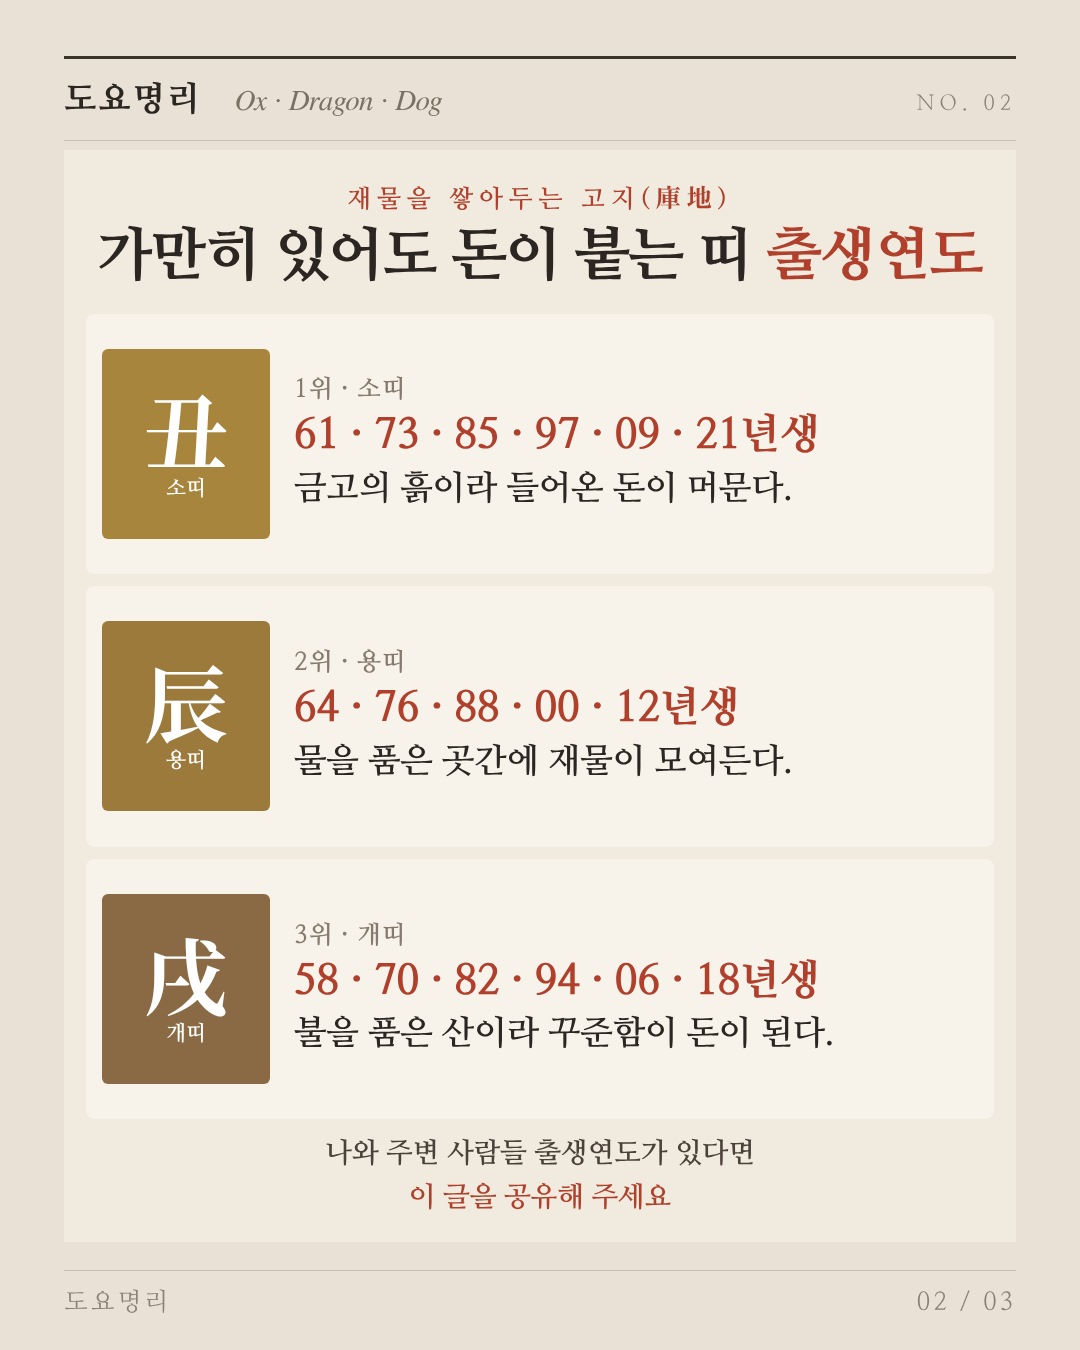 도요명리 Ox · Dragon · Dog NO. 02
재물을 쌓아두는 고지(庫地)
가만히 있어도 돈이 붙는 띠 출생연도
丑
소띠
1위 · 소띠
61 · 73 · 85 · 97 · 09 · 21년생
금고의 흙이라 들어온 돈이 머문다.
辰
용띠
2위 · 용띠
64 · 76 · 88 · 00 · 12년생
물을 품은 곳간에 재물이 모여든다.
戌
개띠
3위 · 개띠
58 · 70 · 82 · 94 · 06 · 18년생
불을 품은 산이라 꾸준함이 돈이 된다.
나와 주변 사람들 출생연도가 있다면
이 글을 공유해 주세요
도요명리 02 / 03